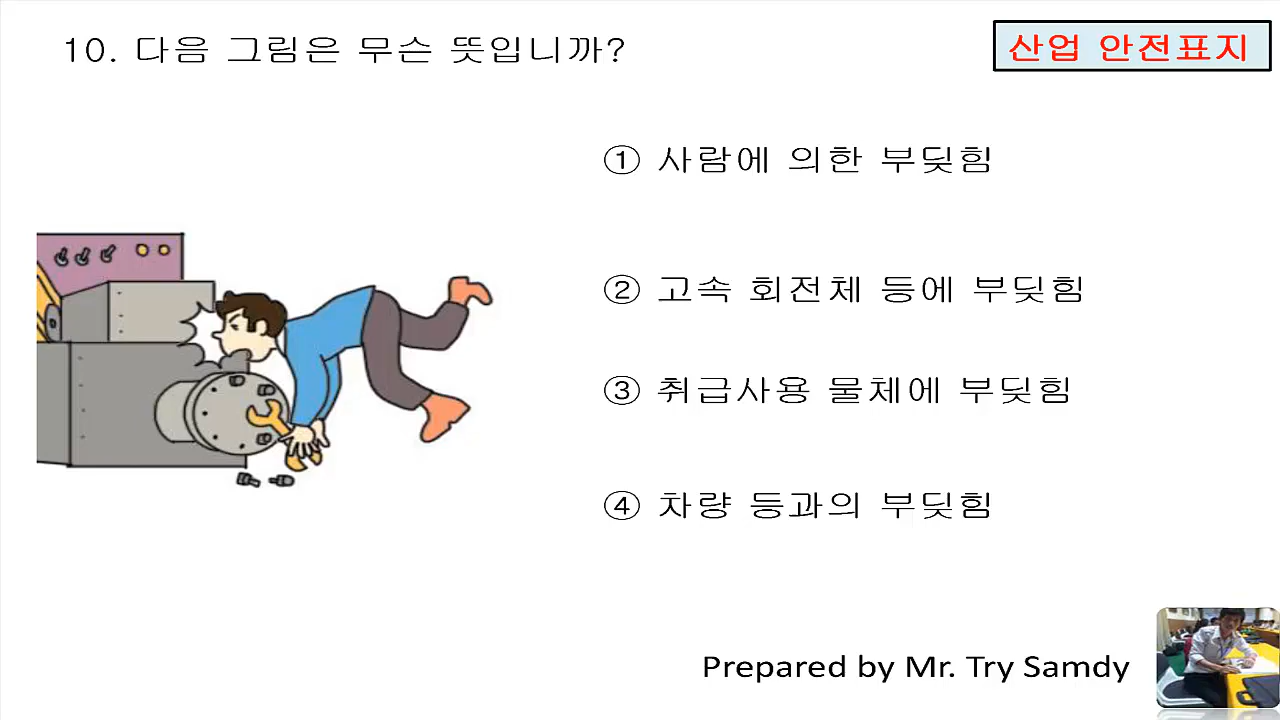 10. 다음 그림은 무슨 뜻입니까?
산업 안전표지
① 사람에 의한 부딪힘
② 고속 회전체 등에 부딪힘
③ 취급사용 물체에 부딪힘
④ 차량 등과의 부딪힘
Prepared by Mr. Try Samdy